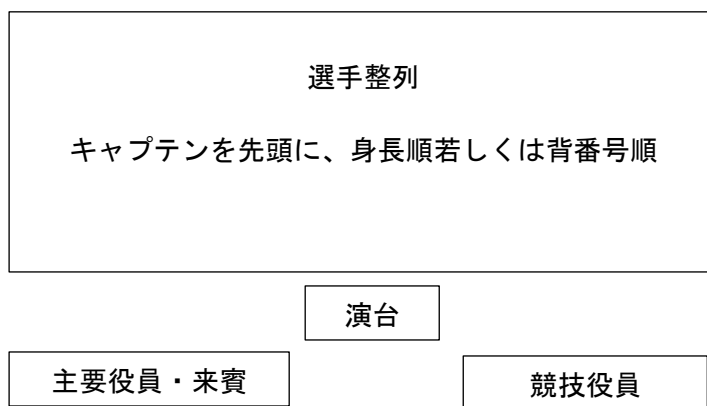 選手整列
キャプテンを先頭に、身長順若しくは背番号順
演台
主要役員・来賓
競技役員